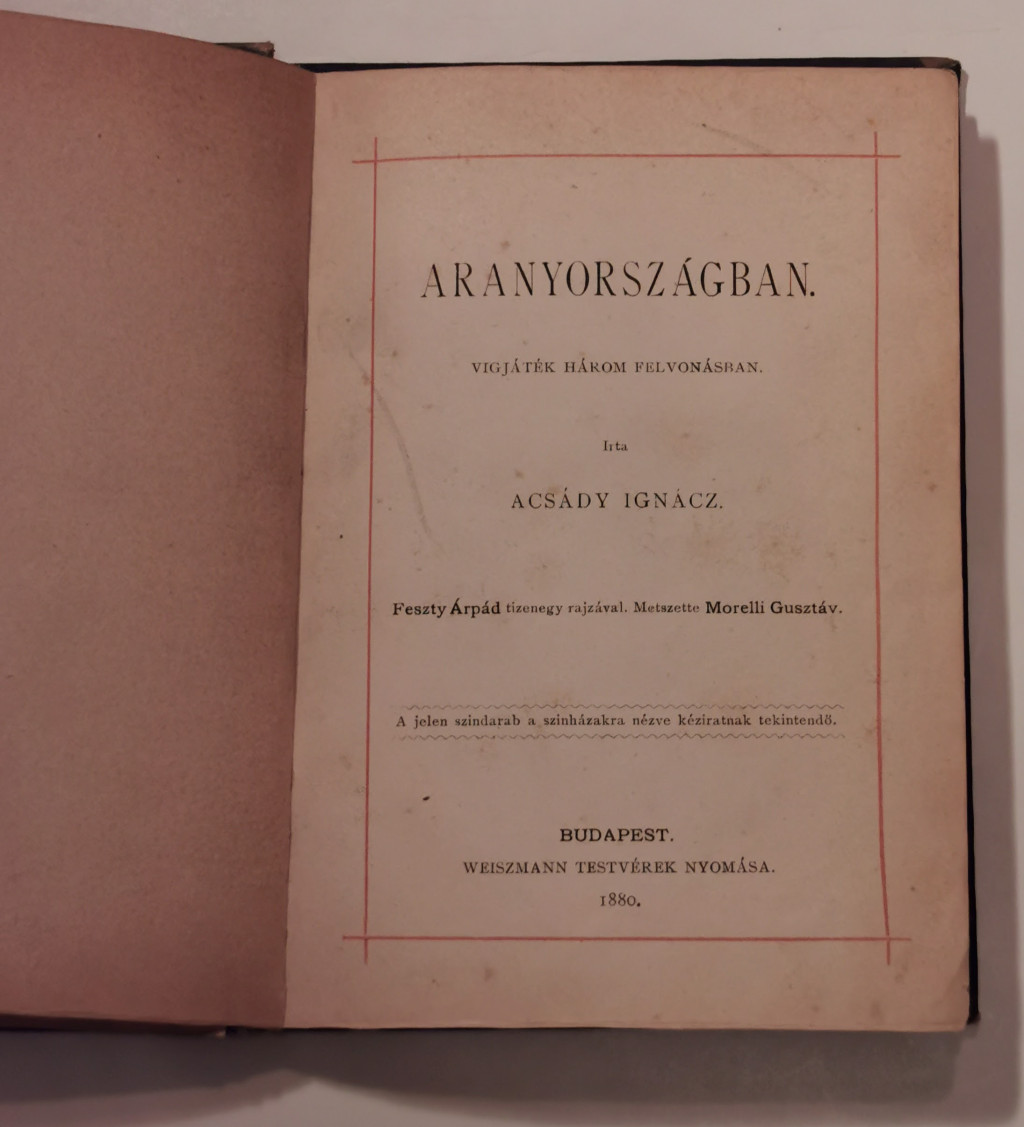 ARANYORSZÁGBAN.
VIGJÁTÉK HÁROM FELVONÁSBAN.
Irta
ACSÁDY IGNÁCZ.
Feszty Árpád tizenegy rajzával. Metszette Morelli Gusztáv.
A jelen szindarab a szinházakra nézve kéziratnak tekintendő.
BUDAPEST.
WEISZMANN TESTVÉREK NYOMÁSA.
1880.